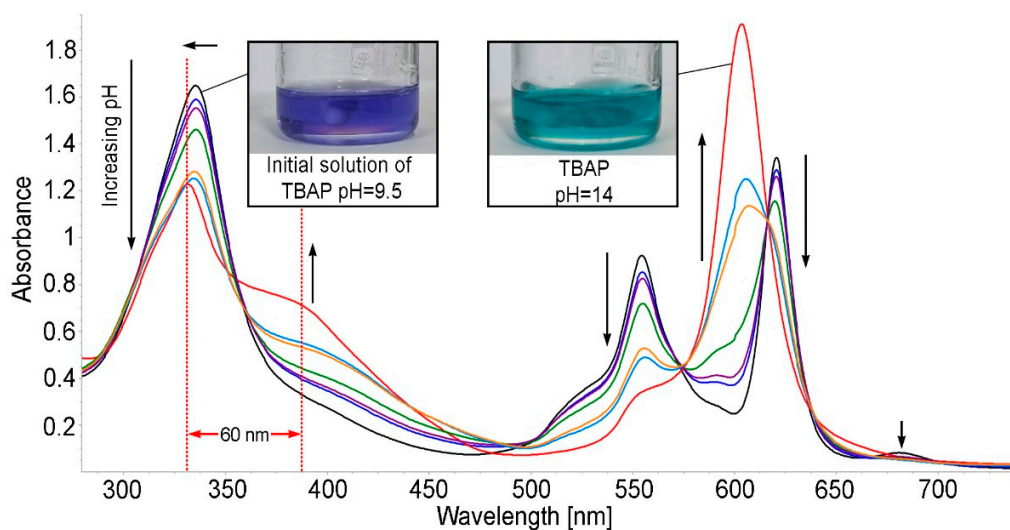 Absorbance
1.8
1.6
1.4
1.2
1
0.8
0.6
0.4
0.2
Increasing pH
Initial solution of
TBAP pH=9.5
TBAP
pH=14
60 nm
300
350
400
450
500
550
600
650
700
Wavelength [nm]